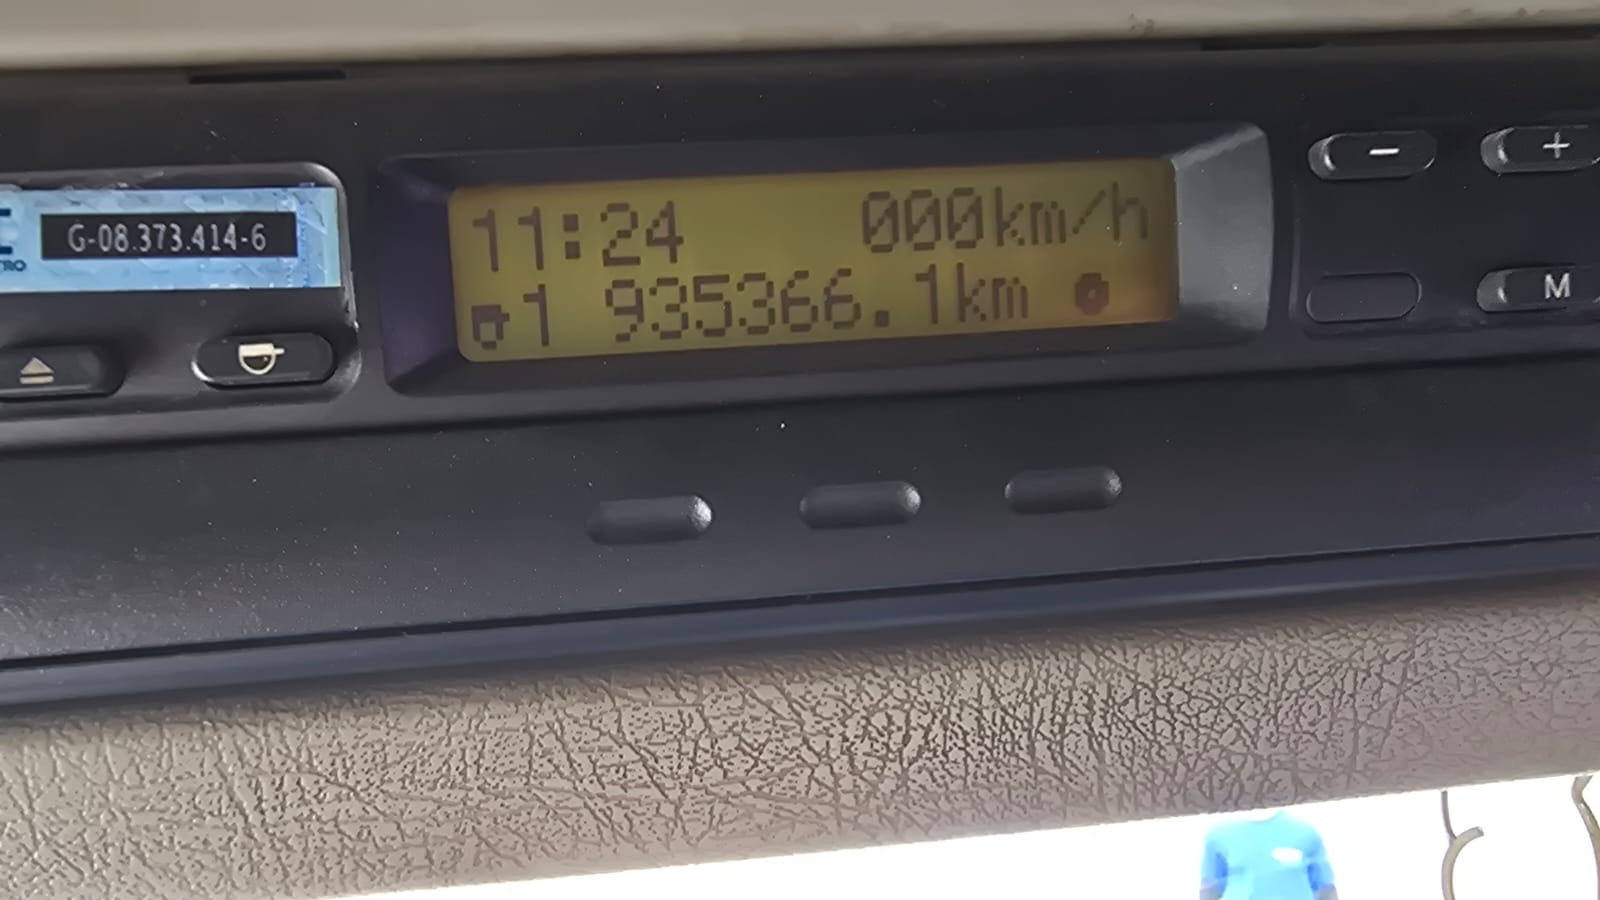 G-08.373.414-6
11:24 000km/h
1 935366.1km
- +
M